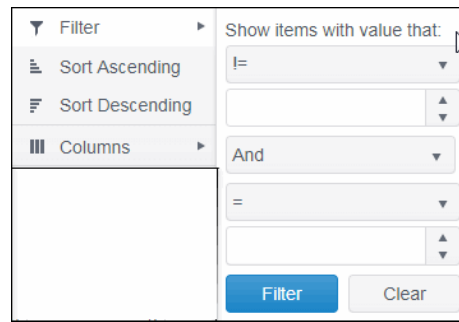 Filter
Sort Ascending
Sort Descending
Columns
Show items with value that:
!=
And
=
Filter
Clear